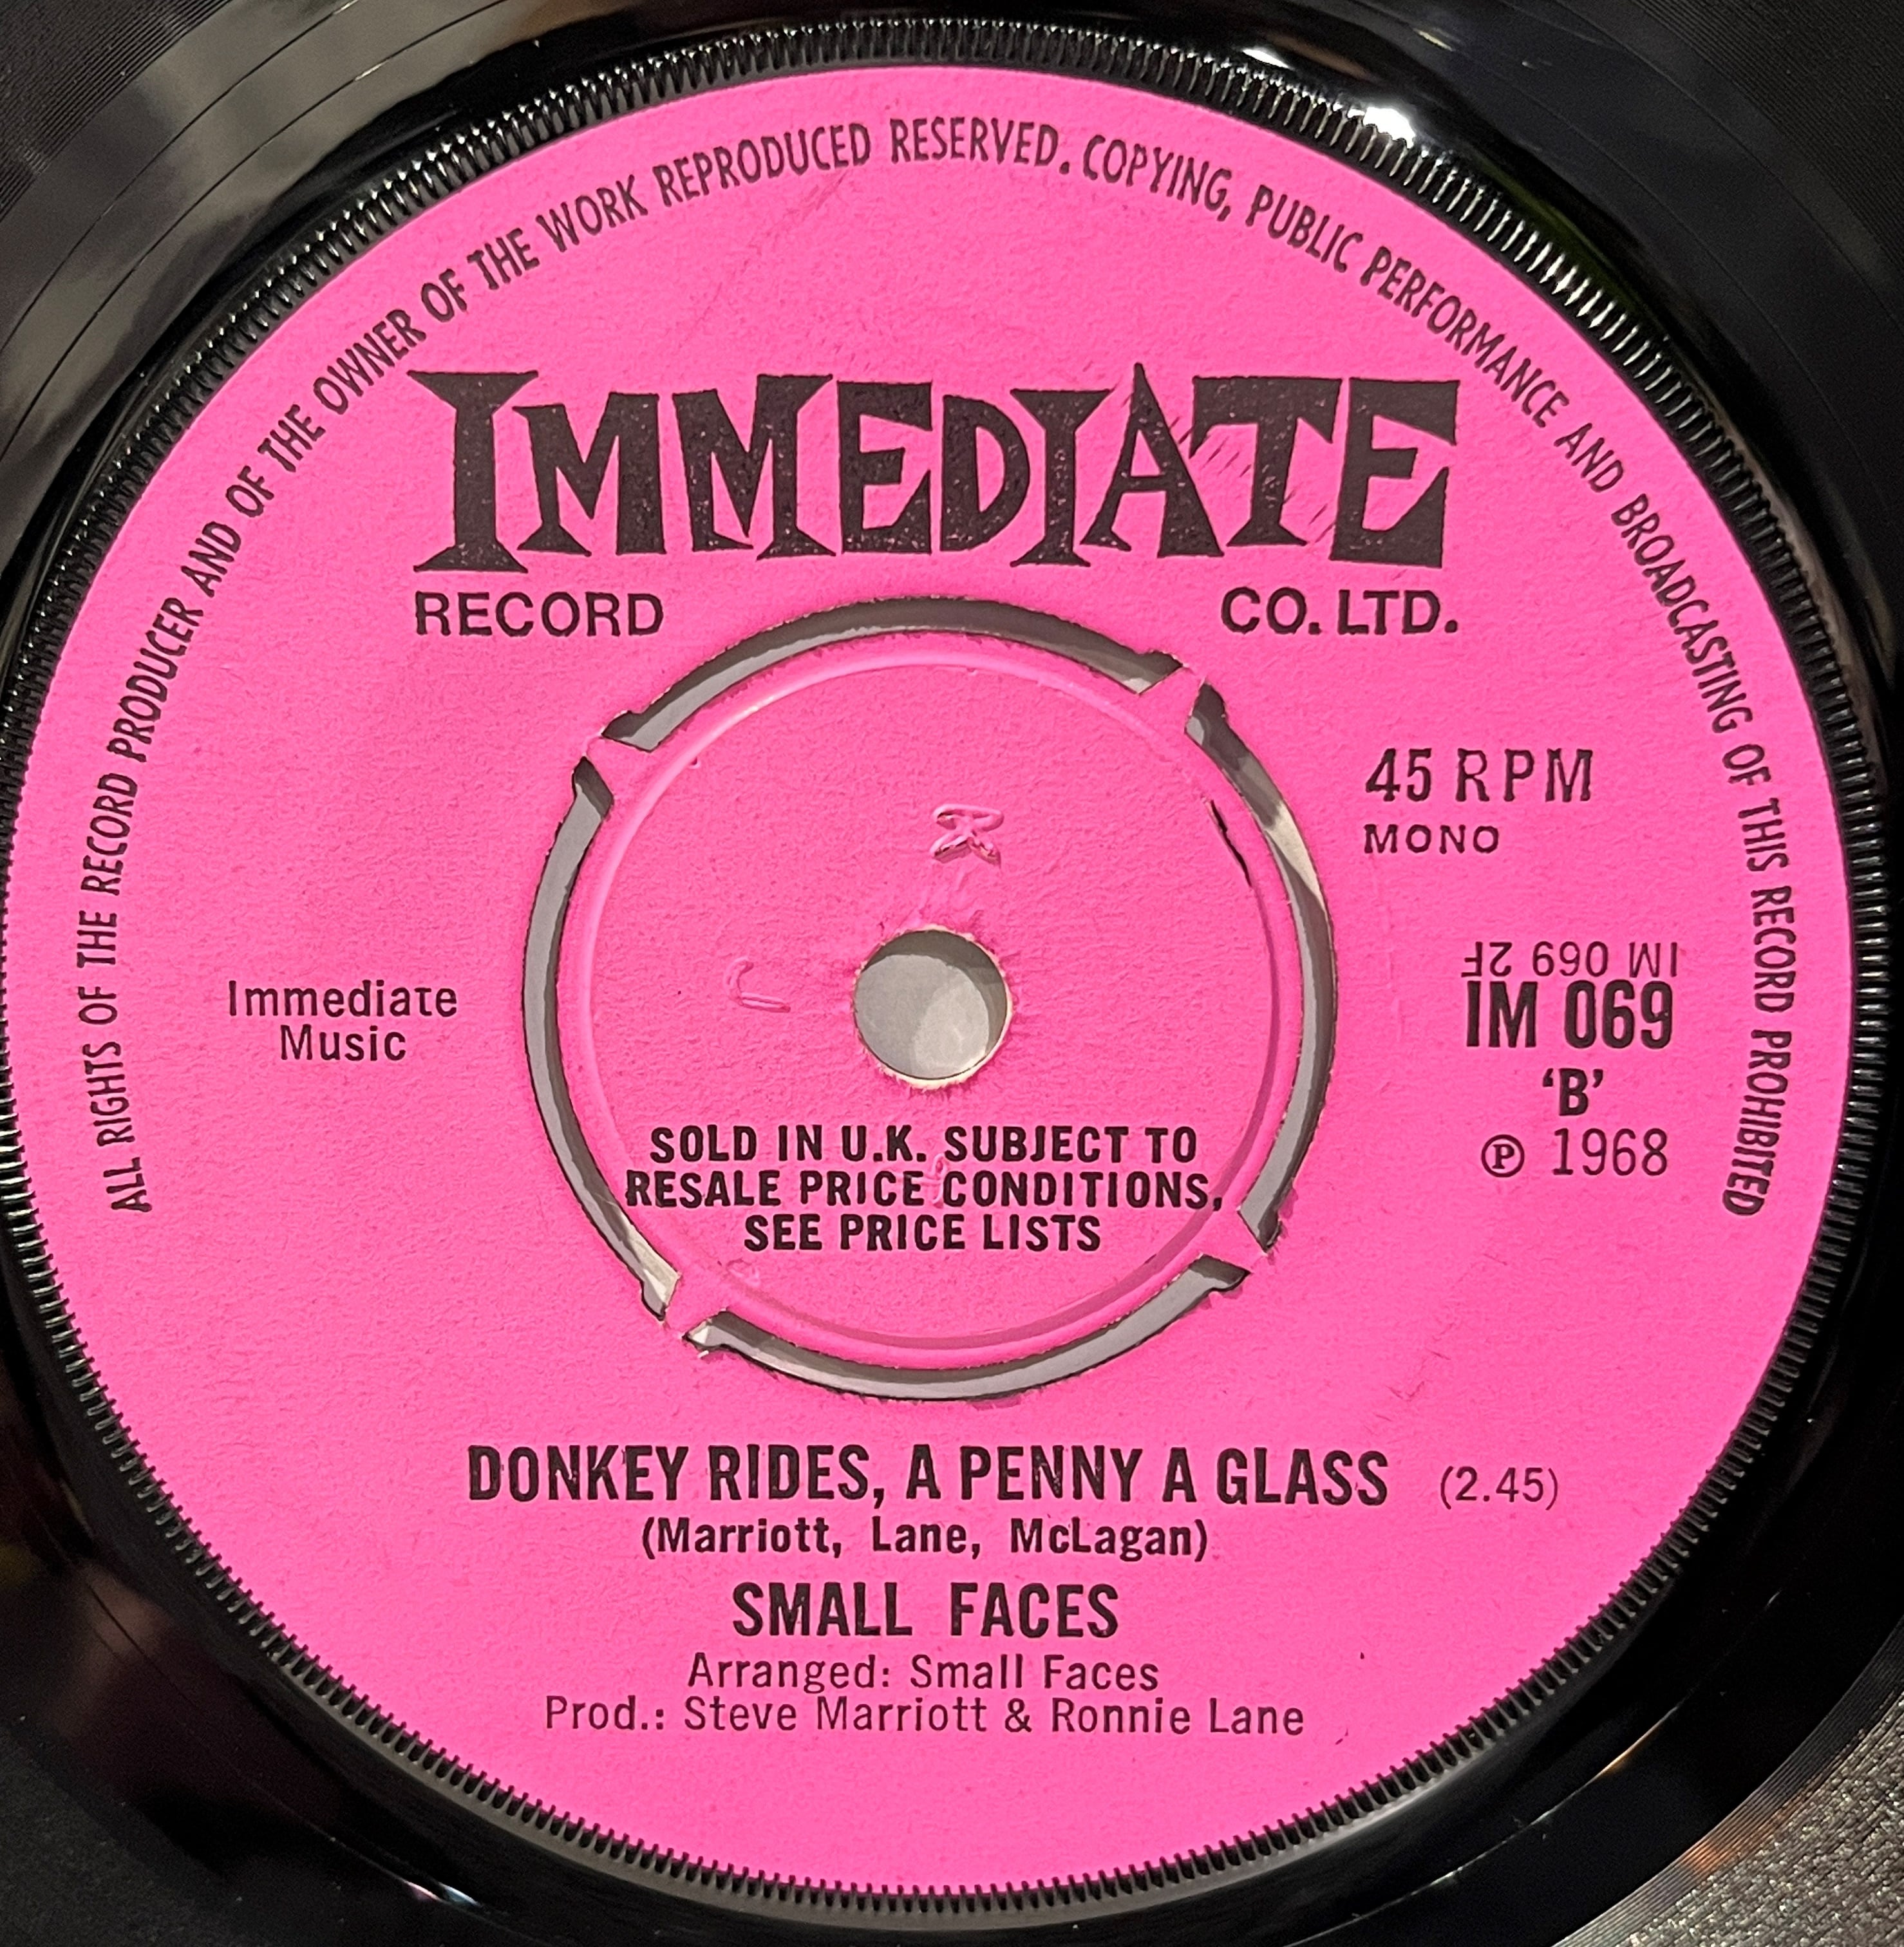 ALL RIGHTS OF THE RECORD PRODUCER AND OF THE OWNER OF THE WORK REPRODUCED RESERVED. COPYING, PUBLIC PERFORMANCE AND BROADCASTING OF THIS RECORD PROHIBITED
IMMEDIATE
RECORD CO. LTD.
45 RPM
MONO
R
IM 069 2F
IM 069
'B'
℗ 1968
Immediate
Music
SOLD IN U.K. SUBJECT TO
RESALE PRICE CONDITIONS,
SEE PRICE LISTS
DONKEY RIDES, A PENNY A GLASS (2.45)
(Marriott, Lane, McLagan)
SMALL FACES
Arranged: Small Faces
Prod.: Steve Marriott & Ronnie Lane